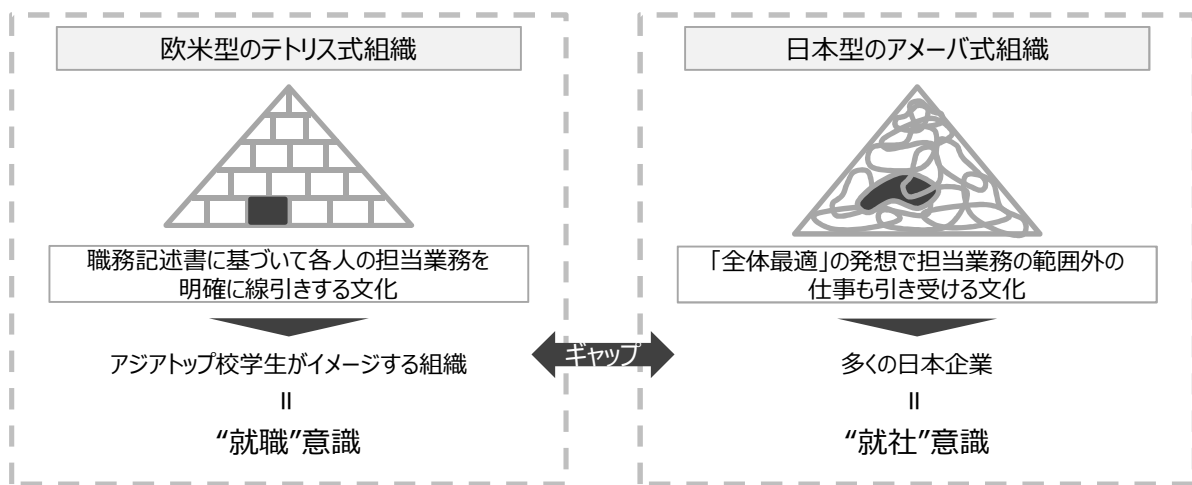 欧米型のテトリス式組織
職務記述書に基づいて各人の担当業務を
明確に線引きする文化
アジアトップ校学生がイメージする組織
＝
“就職”意識
ギャップ
日本型のアメーバ式組織
「全体最適」の発想で担当業務の範囲外の
仕事も引き受ける文化
多くの日本企業
＝
“就社”意識